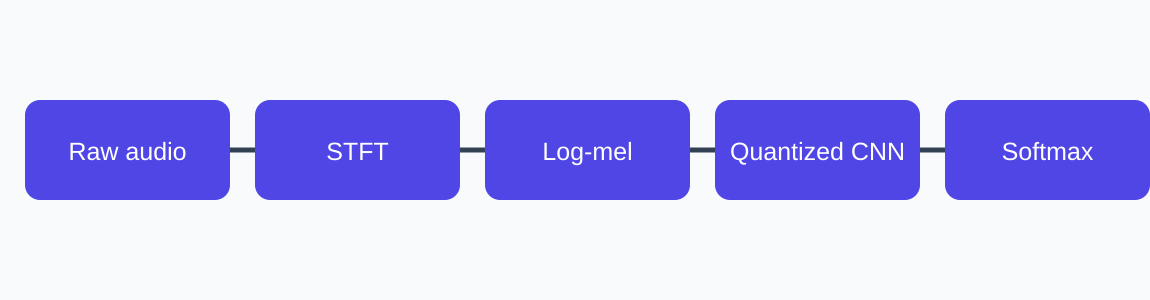 Raw audio
STFT
Log-mel
Quantized CNN
Softmax